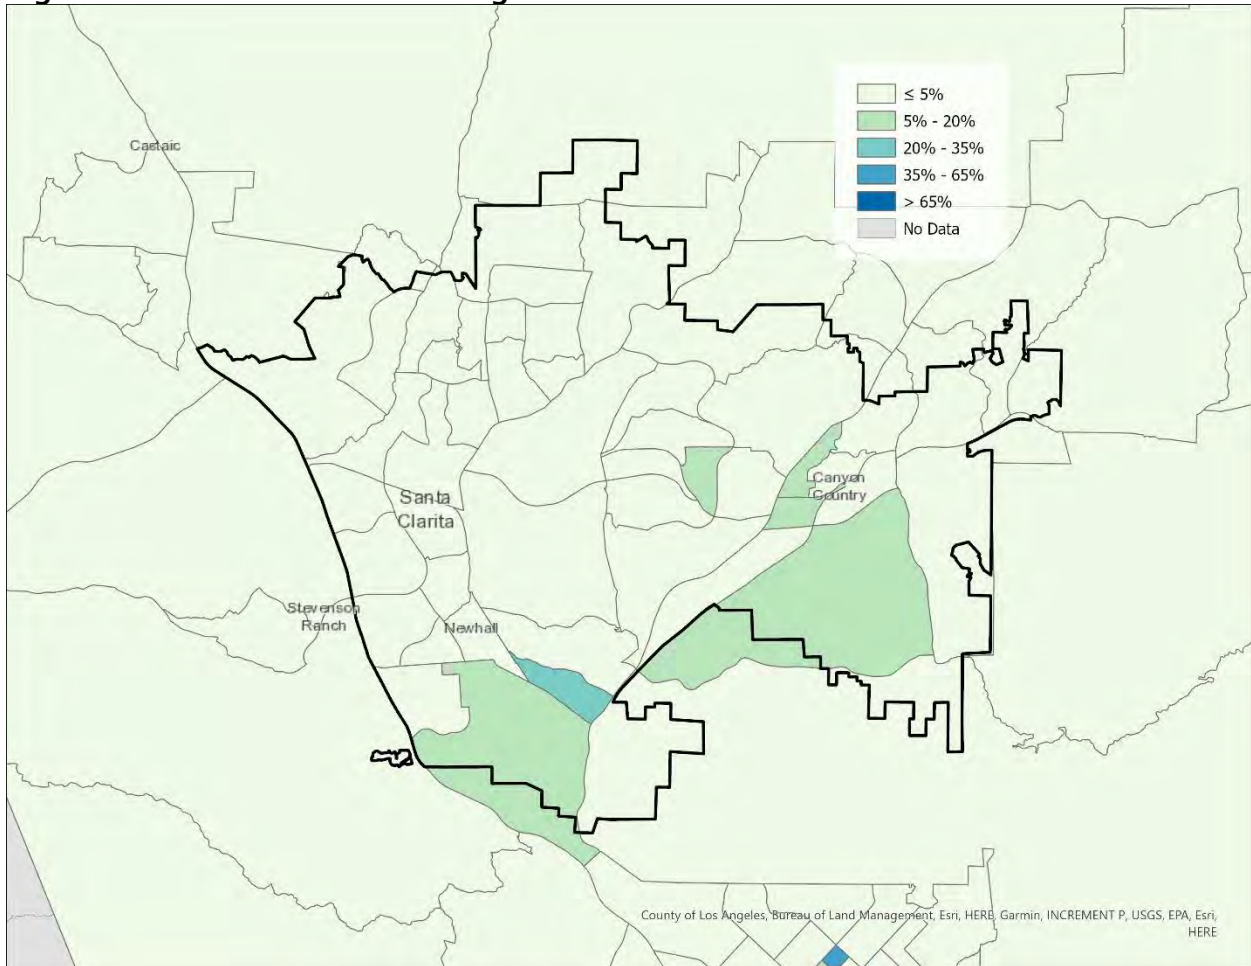 ≤ 5%
5% - 20%
20% - 35%
35% - 65%
> 65%
No Data
Castaic
Canyon
Country
Santa
Clarita
Stevenson
Ranch
Newhall
County of Los Angeles, Bureau of Land Management, Esri, HERE, Garmin, INCREMENT P, USGS, EPA, Esri,
HERE